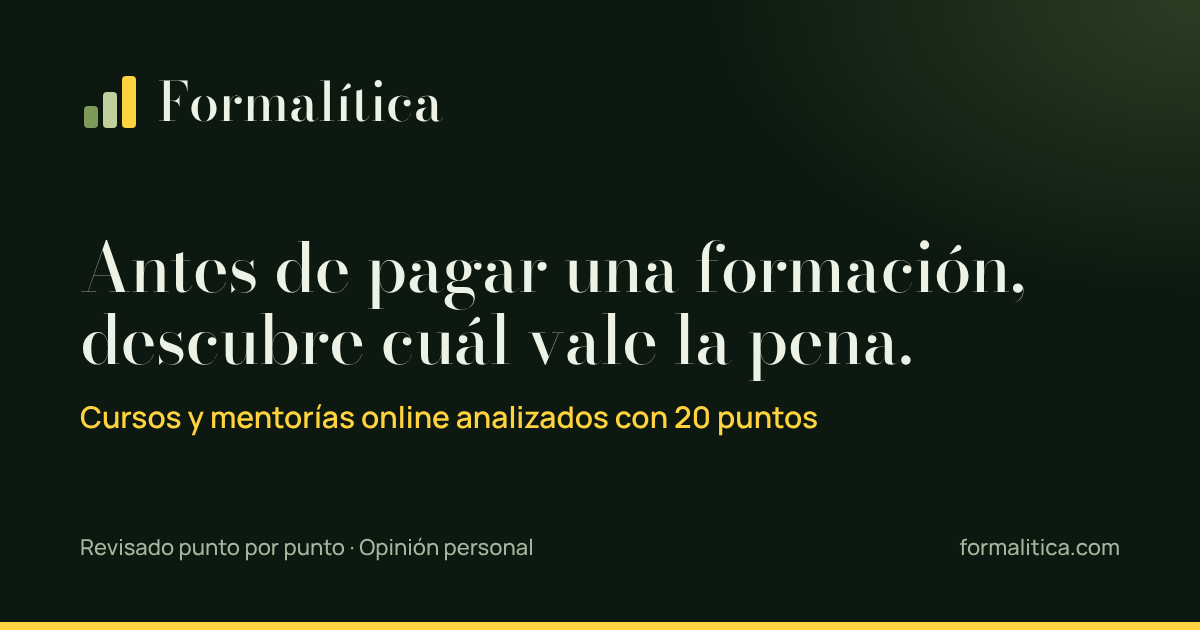 Formalítica
Antes de pagar una formación,
descubre cuál vale la pena.
Cursos y mentorías online analizados con 20 puntos
Revisado punto por punto · Opinión personal
formalitica.com